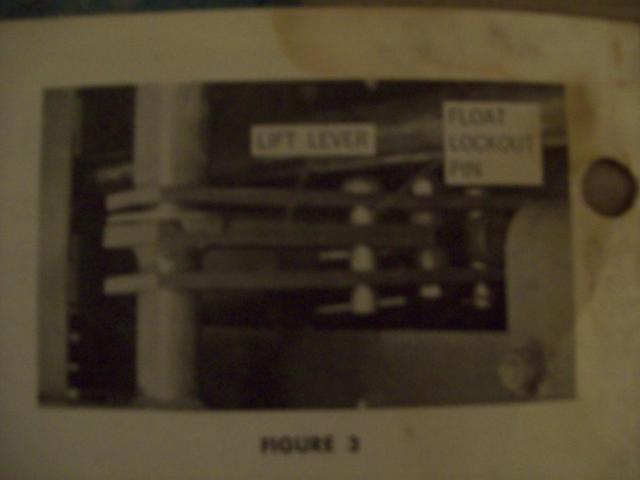 LIFT LEVER
FLOAT
LOCKOUT
PIN
FIGURE 3